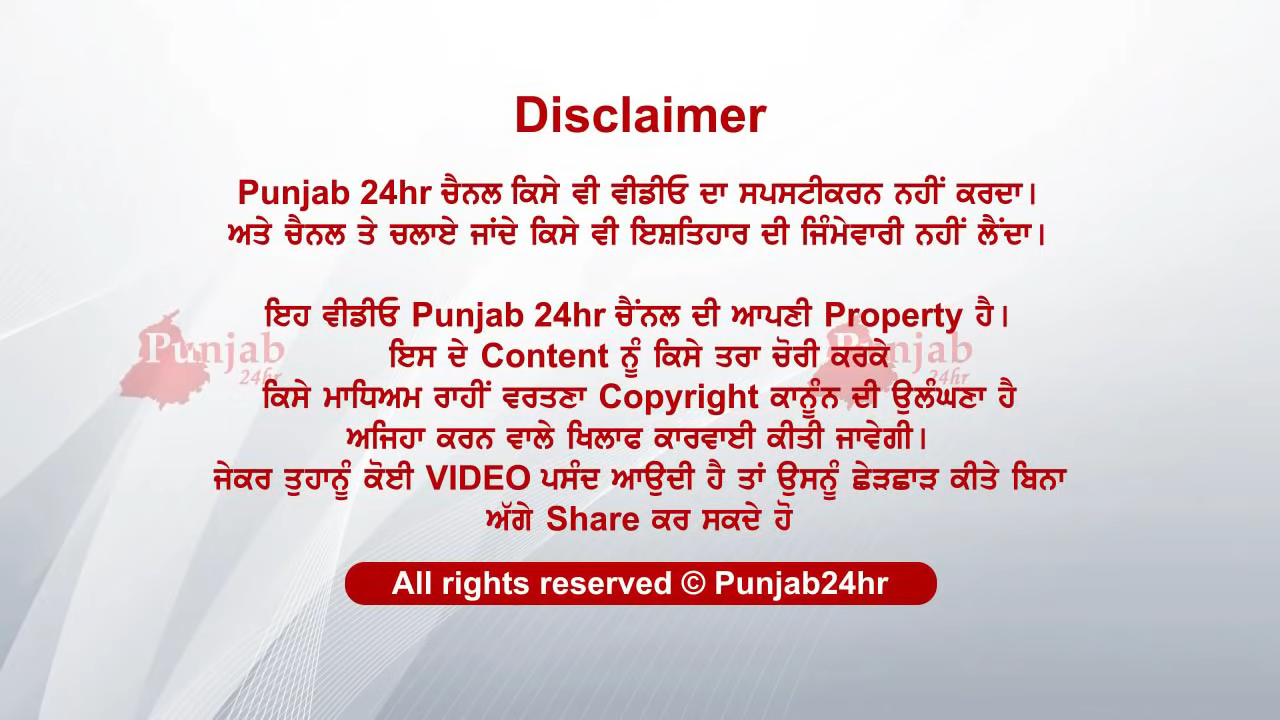 Disclaimer
Punjab 24hr ਚੈਨਲ ਕਿਸੇ ਵੀ ਵੀਡੀਓ ਦਾ ਸਪਸਟੀਕਰਨ ਨਹੀਂ ਕਰਦਾ।
ਅਤੇ ਚੈਨਲ ਤੇ ਚਲਾਏ ਜਾਂਦੇ ਕਿਸੇ ਵੀ ਇਸ਼ਤਿਹਾਰ ਦੀ ਜਿੰਮੇਵਾਰੀ ਨਹੀਂ ਲੈਂਦਾ।
ਇਹ ਵੀਡੀਓ Punjab 24hr ਚੈਂਨਲ ਦੀ ਆਪਣੀ Property ਹੈ।
ਇਸ ਦੇ Content ਨੂੰ ਕਿਸੇ ਤਰਾ ਚੋਰੀ ਕਰਕੇ
ਕਿਸੇ ਮਾਧਿਅਮ ਰਾਹੀਂ ਵਰਤਣਾ Copyright ਕਾਨੂੰਨ ਦੀ ਉਲੰਘਣਾ ਹੈ
ਅਜਿਹਾ ਕਰਨ ਵਾਲੇ ਖਿਲਾਫ ਕਾਰਵਾਈ ਕੀਤੀ ਜਾਵੇਗੀ।
ਜੇਕਰ ਤੁਹਾਨੂੰ ਕੋਈ VIDEO ਪਸੰਦ ਆਉਦੀ ਹੈ ਤਾਂ ਉਸਨੂੰ ਛੇੜਛਾੜ ਕੀਤੇ ਬਿਨਾ
ਅੱਗੇ Share ਕਰ ਸਕਦੇ ਹੋ
All rights reserved © Punjab24hr
Punjab
24hr
Punjab
24hr